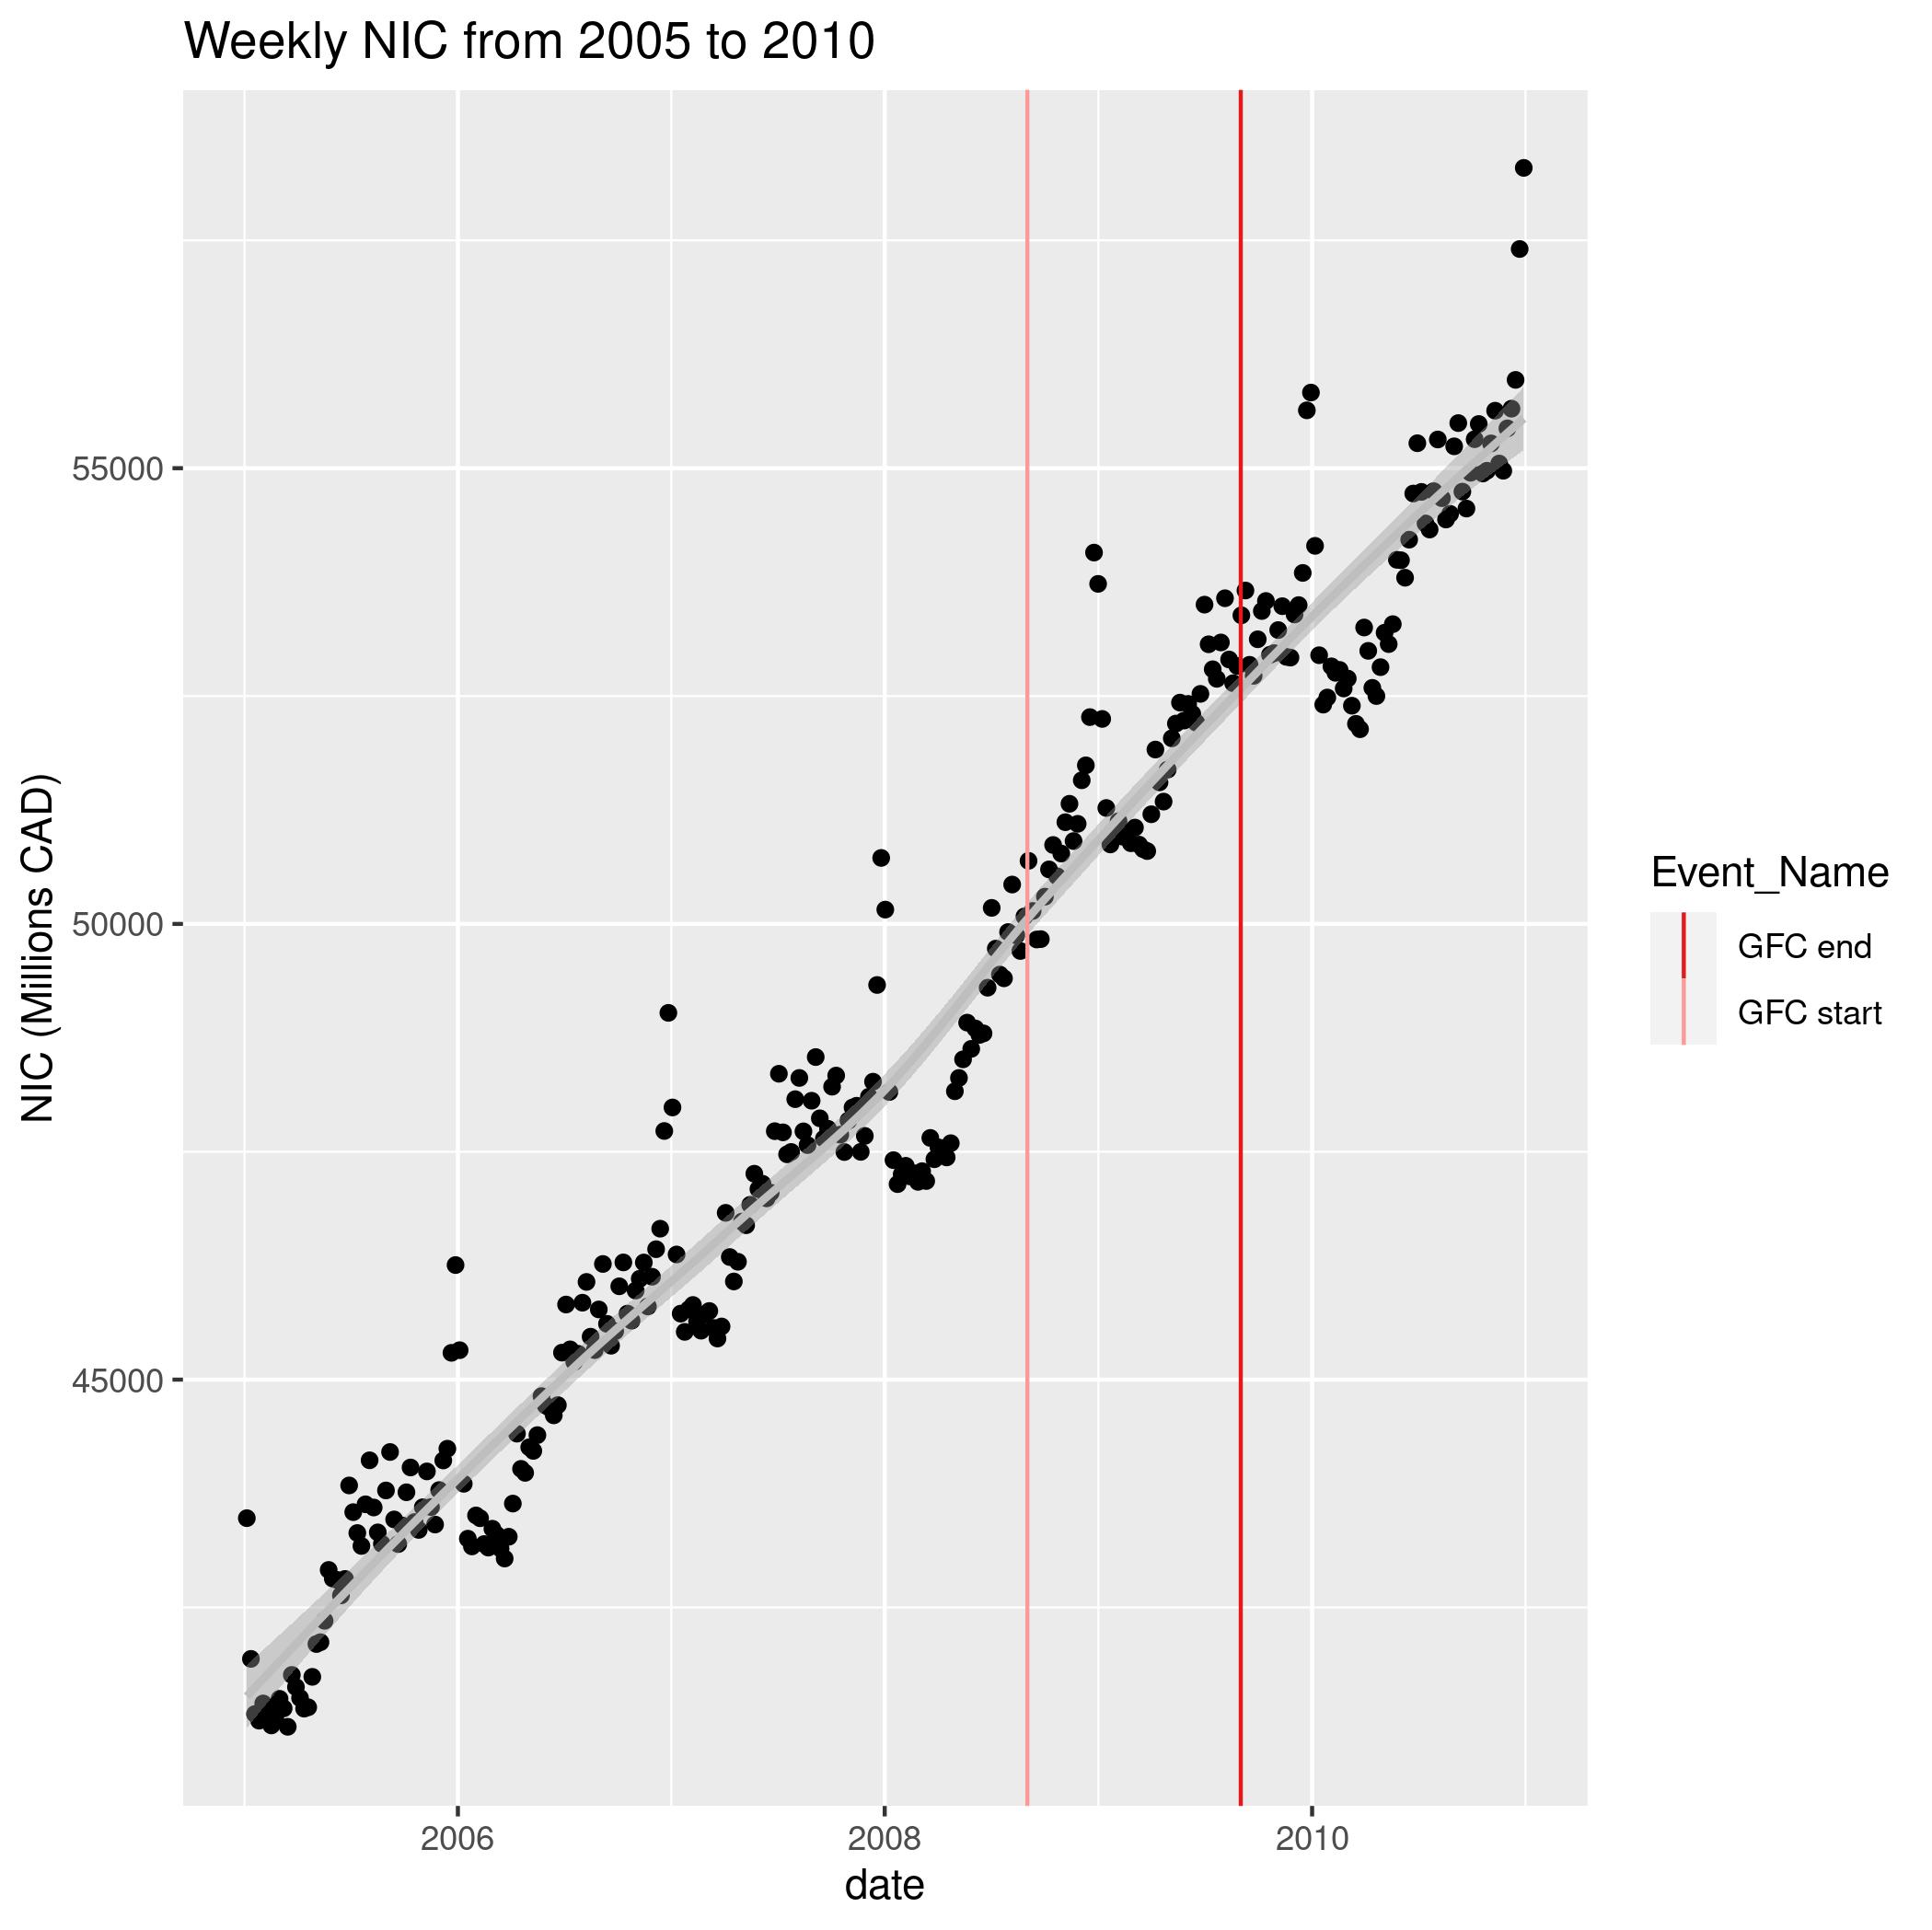 Weekly NIC from 2005 to 2010
NIC (Millions CAD)
55000
50000
45000
2006
2008
2010
date
Event_Name
GFC end
GFC start